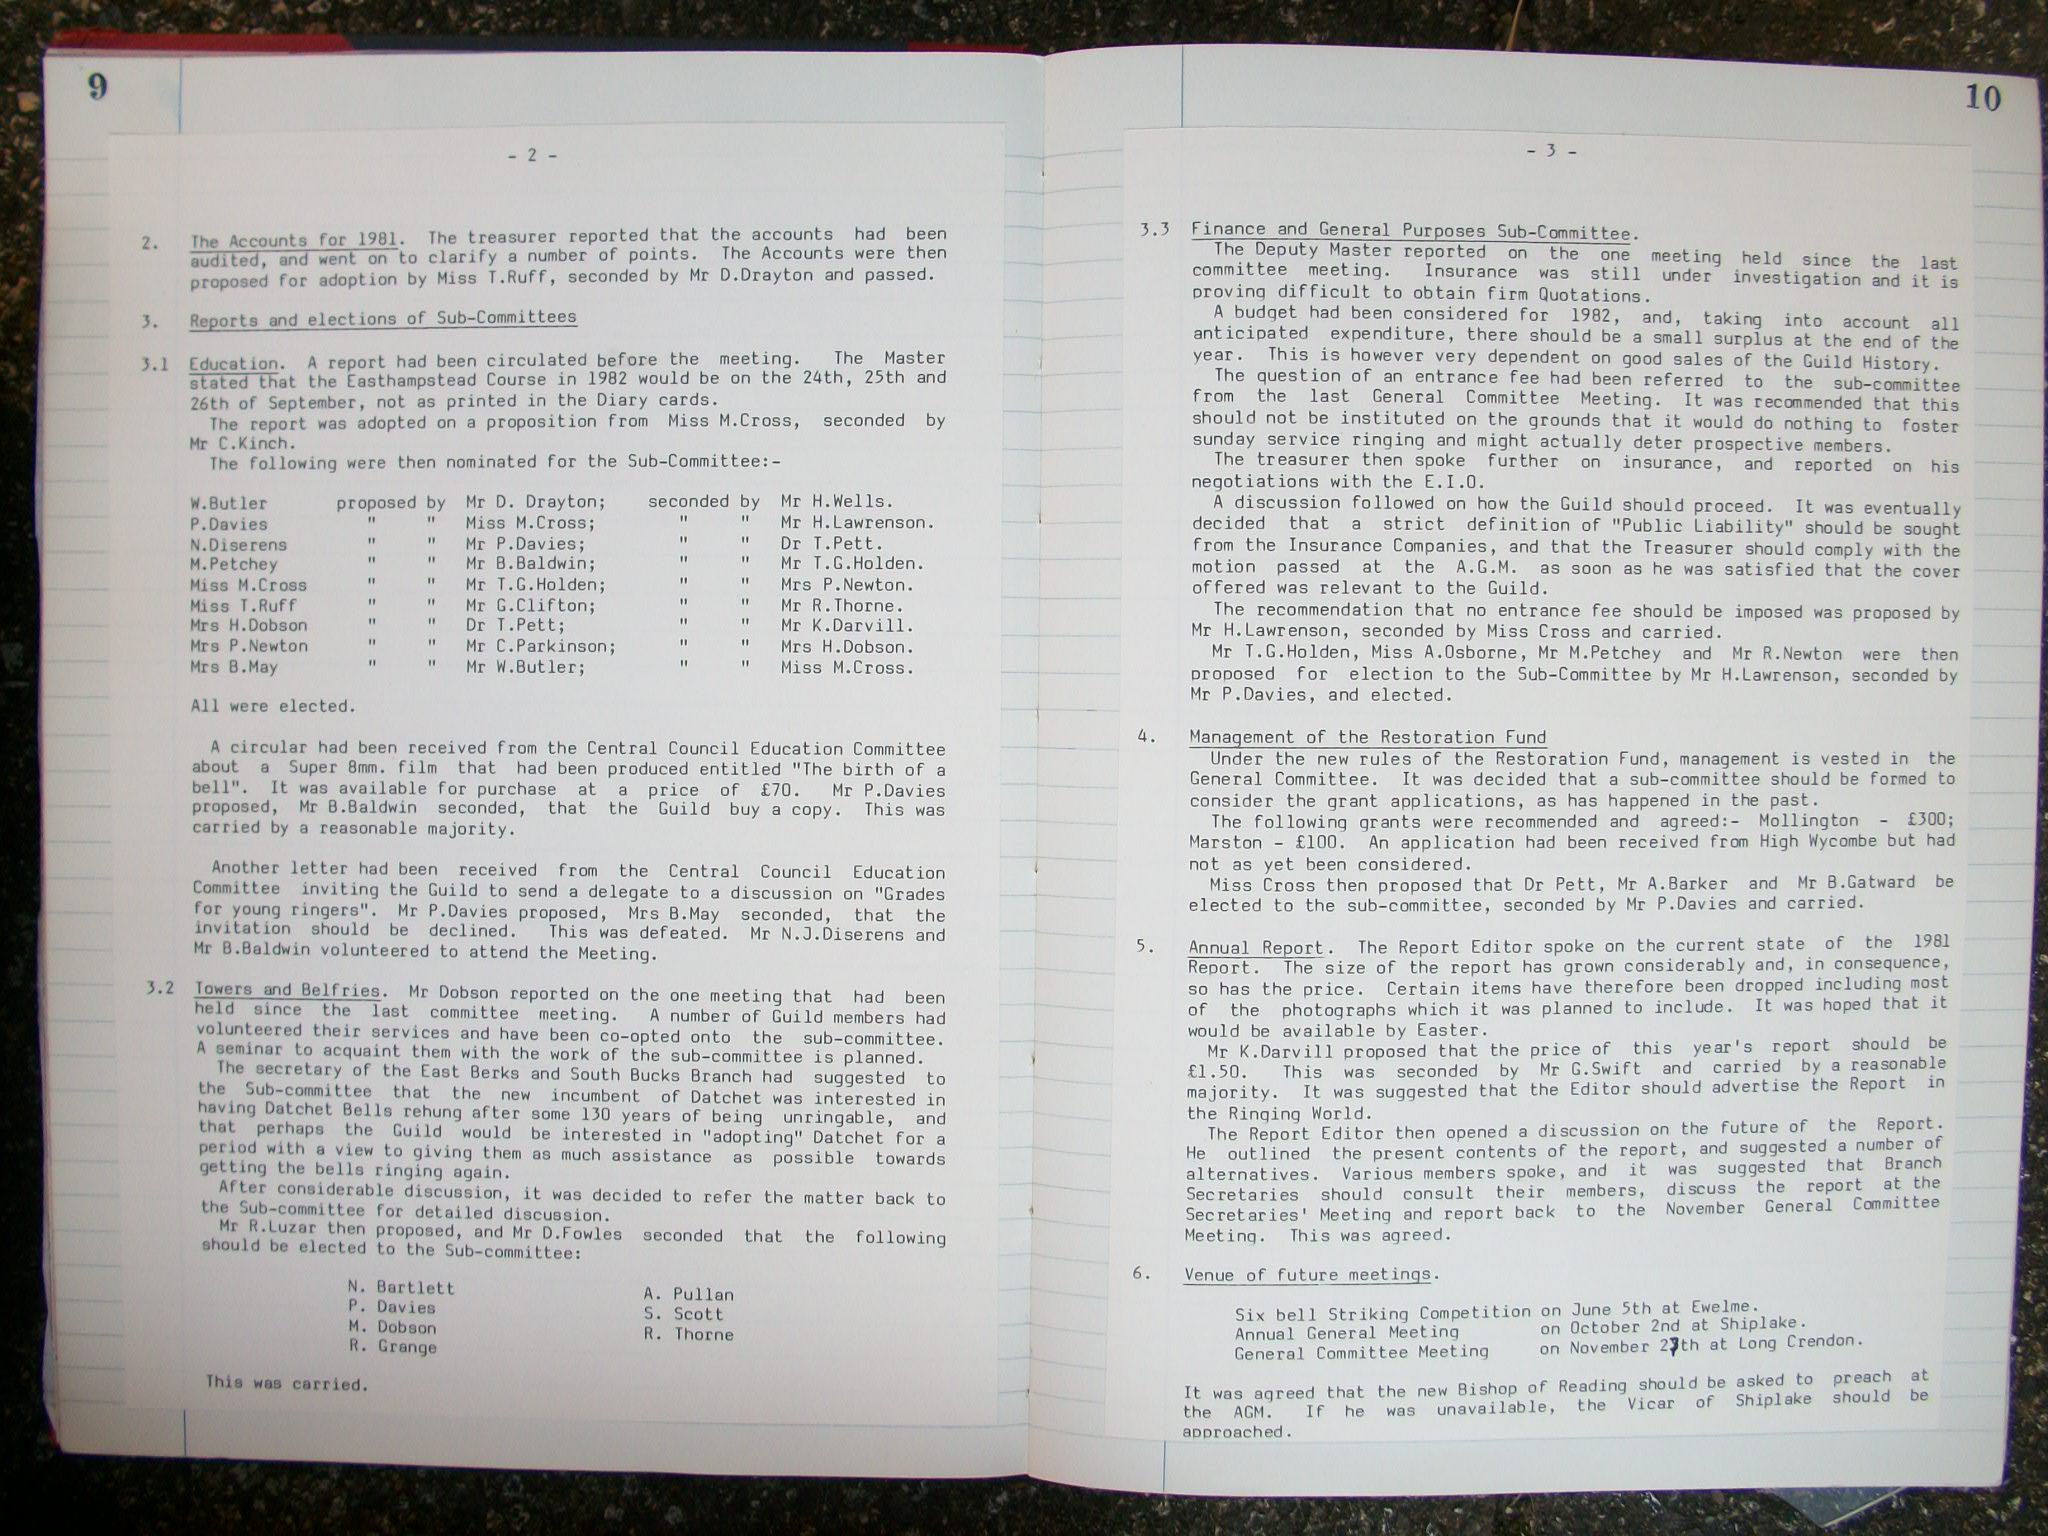 9
- 2 -
2. The Accounts for 1981. The treasurer reported that the accounts had been
audited, and went on to clarify a number of points. The Accounts were then
proposed for adoption by Miss T.Ruff, seconded by Mr D.Drayton and passed.
3. Reports and elections of Sub-Committees
3.1 Education. A report had been circulated before the meeting. The Master
stated that the Easthampstead Course in 1982 would be on the 24th, 25th and
26th of September, not as printed in the Diary cards.
The report was adopted on a proposition from Miss M.Cross, seconded by
Mr C.Kinch.
The following were then nominated for the Sub-Committee:-
W.Butler proposed by Mr D. Drayton; seconded by Mr H.Wells.
P.Davies " " Miss M.Cross; " " Mr H.Lawrenson.
N.Diserens " " Mr P.Davies; " " Dr T.Pett.
M.Petchey " " Mr B.Baldwin; " " Mr T.G.Holden.
Miss M.Cross " " Mr T.G.Holden; " " Mrs P.Newton.
Miss T.Ruff " " Mr G.Clifton; " " Mr R.Thorne.
Mrs H.Dobson " " Dr T.Pett; " " Mr K.Darvill.
Mrs P.Newton " " Mr C.Parkinson; " " Mrs H.Dobson.
Mrs B.May " " Mr W.Butler; " " Miss M.Cross.
All were elected.
A circular had been received from the Central Council Education Committee
about a Super 8mm. film that had been produced entitled "The birth of a
bell". It was available for purchase at a price of £70. Mr P.Davies
proposed, Mr B.Baldwin seconded, that the Guild buy a copy. This was
carried by a reasonable majority.
Another letter had been received from the Central Council Education
Committee inviting the Guild to send a delegate to a discussion on "Grades
for young ringers". Mr P.Davies proposed, Mrs B.May seconded, that the
invitation should be declined. This was defeated. Mr N.J.Diserens and
Mr B.Baldwin volunteered to attend the Meeting.
3.2 Towers and Belfries. Mr Dobson reported on the one meeting that had been
held since the last committee meeting. A number of Guild members had
volunteered their services and have been co-opted onto the sub-committee.
A seminar to acquaint them with the work of the sub-committee is planned.
The secretary of the East Berks and South Bucks Branch had suggested to
the Sub-committee that the new incumbent of Datchet was interested in
having Datchet Bells rehung after some 130 years of being unringable, and
that perhaps the Guild would be interested in "adopting" Datchet for a
period with a view to giving them as much assistance as possible towards
getting the bells ringing again.
After considerable discussion, it was decided to refer the matter back to
the Sub-committee for detailed discussion.
Mr R.Luzar then proposed, and Mr D.Fowles seconded that the following
should be elected to the Sub-committee:
N. Bartlett A. Pullan
P. Davies S. Scott
M. Dobson R. Thorne
R. Grange
This was carried.
10
- 3 -
3.3 Finance and General Purposes Sub-Committee.
The Deputy Master reported on the one meeting held since the last
committee meeting. Insurance was still under investigation and it is
proving difficult to obtain firm Quotations.
A budget had been considered for 1982, and, taking into account all
anticipated expenditure, there should be a small surplus at the end of the
year. This is however very dependent on good sales of the Guild History.
The question of an entrance fee had been referred to the sub-committee
from the last General Committee Meeting. It was recommended that this
should not be instituted on the grounds that it would do nothing to foster
sunday service ringing and might actually deter prospective members.
The treasurer then spoke further on insurance, and reported on his
negotiations with the E.I.O.
A discussion followed on how the Guild should proceed. It was eventually
decided that a strict definition of "Public Liability" should be sought
from the Insurance Companies, and that the Treasurer should comply with the
motion passed at the A.G.M. as soon as he was satisfied that the cover
offered was relevant to the Guild.
The recommendation that no entrance fee should be imposed was proposed by
Mr H.Lawrenson, seconded by Miss Cross and carried.
Mr T.G.Holden, Miss A.Osborne, Mr M.Petchey and Mr R.Newton were then
proposed for election to the Sub-Committee by Mr H.Lawrenson, seconded by
Mr P.Davies, and elected.
4. Management of the Restoration Fund
Under the new rules of the Restoration Fund, management is vested in the
General Committee. It was decided that a sub-committee should be formed to
consider the grant applications, as has happened in the past.
The following grants were recommended and agreed:- Mollington - £300;
Marston - £100. An application had been received from High Wycombe but had
not as yet been considered.
Miss Cross then proposed that Dr Pett, Mr A.Barker and Mr B.Gatward be
elected to the sub-committee, seconded by Mr P.Davies and carried.
5. Annual Report. The Report Editor spoke on the current state of the 1981
Report. The size of the report has grown considerably and, in consequence,
so has the price. Certain items have therefore been dropped including most
of the photographs which it was planned to include. It was hoped that it
would be available by Easter.
Mr K.Darvill proposed that the price of this year's report should be
£1.50. This was seconded by Mr G.Swift and carried by a reasonable
majority. It was suggested that the Editor should advertise the Report in
the Ringing World.
The Report Editor then opened a discussion on the future of the Report.
He outlined the present contents of the report, and suggested a number of
alternatives. Various members spoke, and it was suggested that Branch
Secretaries should consult their members, discuss the report at the
Secretaries' Meeting and report back to the November General Committee
Meeting. This was agreed.
6. Venue of future meetings.
Six bell Striking Competition on June 5th at Ewelme.
Annual General Meeting on October 2nd at Shiplake.
General Committee Meeting on November 27th at Long Crendon.
It was agreed that the new Bishop of Reading should be asked to preach at
the AGM. If he was unavailable, the Vicar of Shiplake should be
approached.